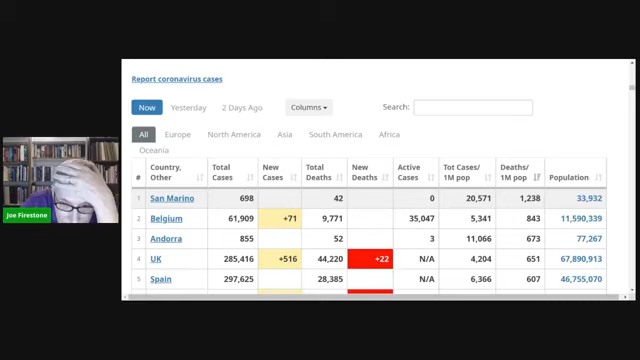 Report coronavirus cases
Now Yesterday 2 Days Ago Columns Search:
All Europe North America Asia South America Africa
Oceania
# Country, Other Total Cases New Cases Total Deaths New Deaths Active Cases Tot Cases/ 1M pop Deaths/ 1M pop Population
1 San Marino 698 42 0 20,571 1,238 33,932
2 Belgium 61,909 +71 9,771 35,047 5,341 843 11,590,339
3 Andorra 855 52 3 11,066 673 77,267
4 UK 285,416 +516 44,220 +22 N/A 4,204 651 67,890,913
5 Spain 297,625 28,385 N/A 6,366 607 46,755,070
Joe Firestone